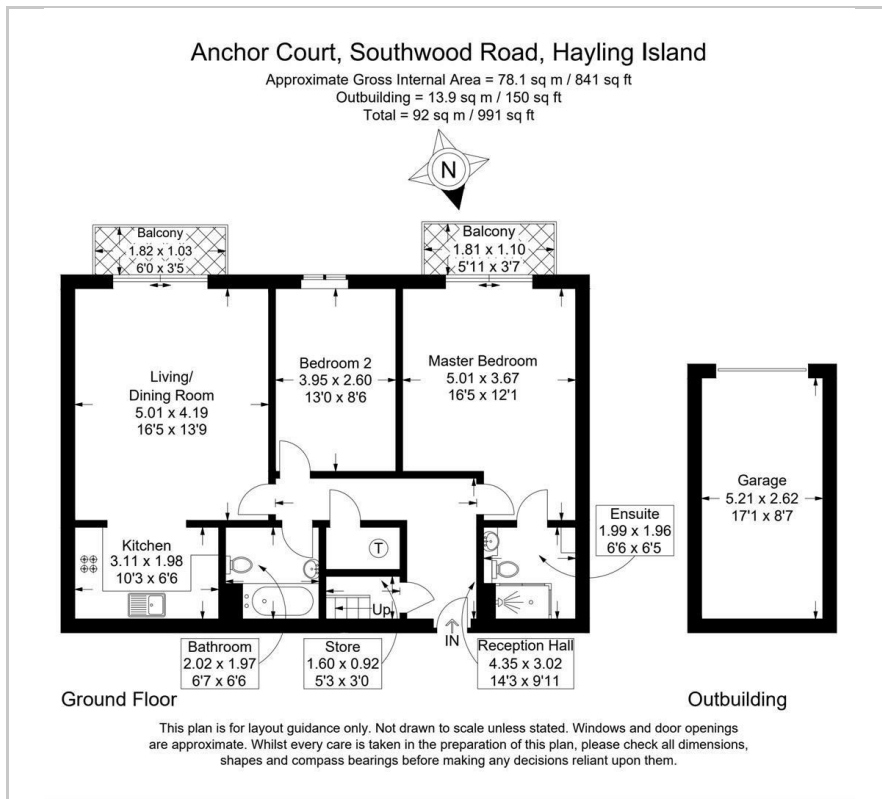 Anchor Court, Southwood Road, Hayling Island
Approximate Gross Internal Area = 78.1 sq m / 841 sq ft
Outbuilding = 13.9 sq m / 150 sq ft
Total = 92 sq m / 991 sq ft
N
Balcony
1.82 x 1.03
6'0 x 3'5
Balcony
1.81 x 1.10
5'11 x 3'7
Living/
Dining Room
5.01 x 4.19
16'5 x 13'9
Bedroom 2
3.95 x 2.60
13'0 x 8'6
Master Bedroom
5.01 x 3.67
16'5 x 12'1
Garage
5.21 x 2.62
17'1 x 8'7
Kitchen
3.11 x 1.98
10'3 x 6'6
T
Ensuite
1.99 x 1.96
6'6 x 6'5
Up
IN
Bathroom
2.02 x 1.97
6'7 x 6'6
Store
1.60 x 0.92
5'3 x 3'0
Reception Hall
4.35 x 3.02
14'3 x 9'11
Ground Floor
Outbuilding
This plan is for layout guidance only. Not drawn to scale unless stated. Windows and door openings
are approximate. Whilst every care is taken in the preparation of this plan, please check all dimensions,
shapes and compass bearings before making any decisions reliant upon them.